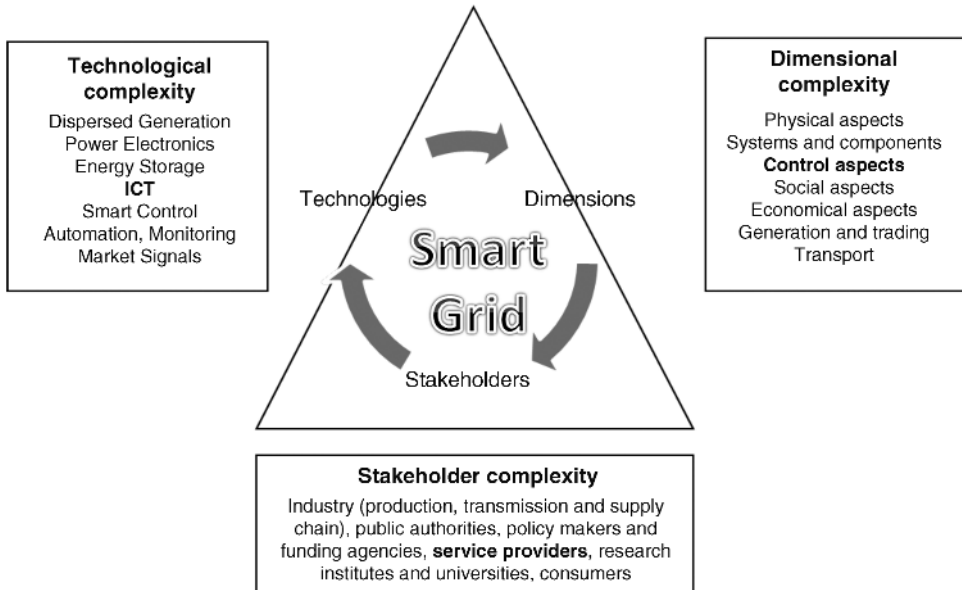 Technological
complexity
Dispersed Generation
Power Electronics
Energy Storage
ICT
Smart Control
Automation, Monitoring
Market Signals
Dimensional
complexity
Physical aspects
Systems and components
Control aspects
Social aspects
Economical aspects
Generation and trading
Transport
Technologies
Dimensions
Smart
Grid
Stakeholders
Stakeholder complexity
Industry (production, transmission and supply
chain), public authorities, policy makers and
funding agencies, service providers, research
institutes and universities, consumers